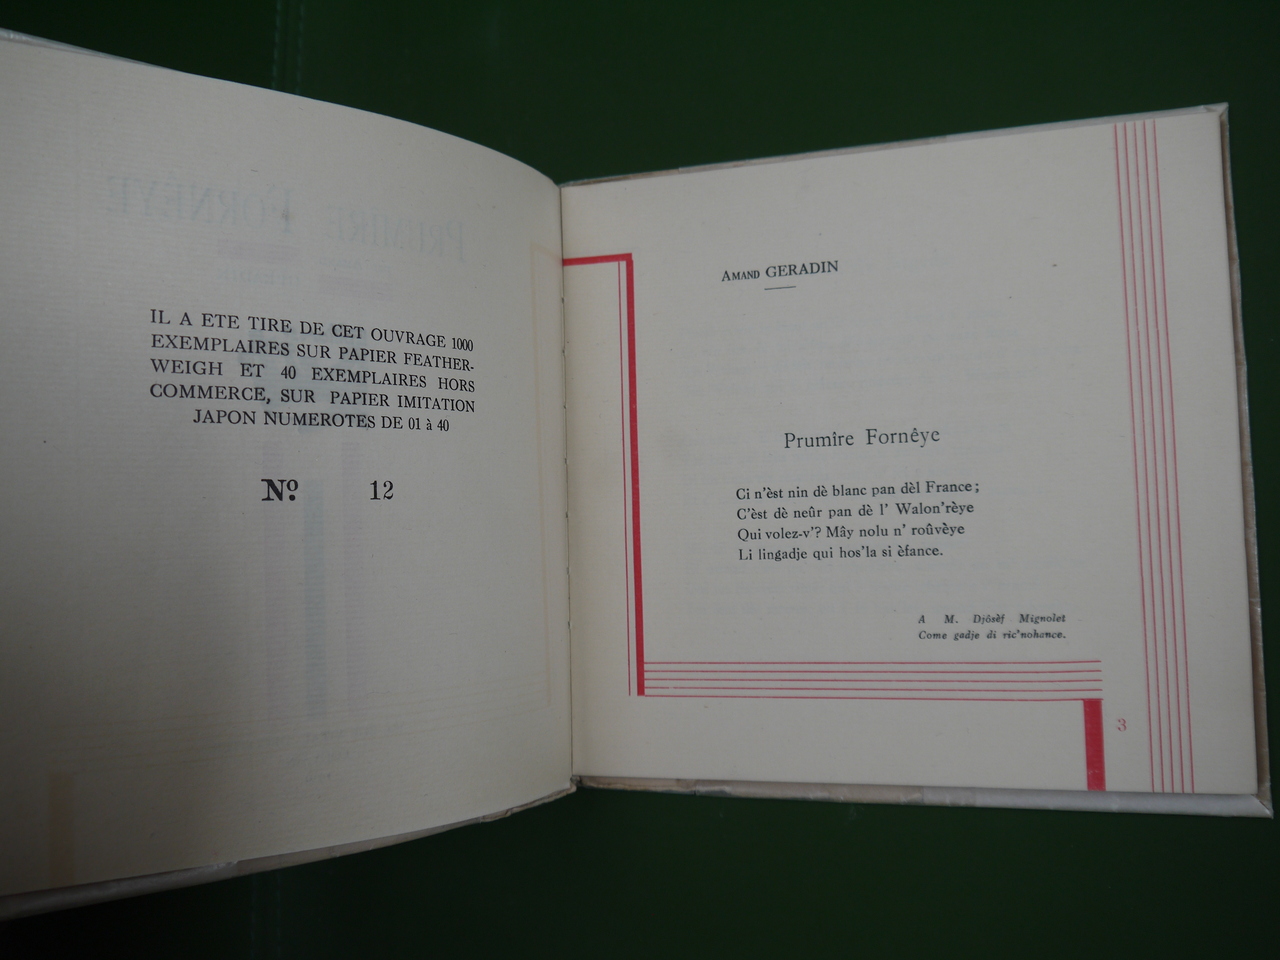 IL A ETE TIRE DE CET OUVRAGE 1000
EXEMPLAIRES SUR PAPIER FEATHER-
WEIGH ET 40 EXEMPLAIRES HORS
COMMERCE, SUR PAPIER IMITATION
JAPON NUMEROTES DE 01 à 40
Nº 12
AMAND GERADIN
Prumîre Fornêye
Ci n'èst nin dè blanc pan dèl France ;
C'èst dè neûr pan dè l' Walon'rèye
Qui volez-v'? Mây nolu n' roûvèye
Li lingadje qui hos'la si èfance.
A M. Djôsèf Mignolet
Come gadje di ric'nohance.
3